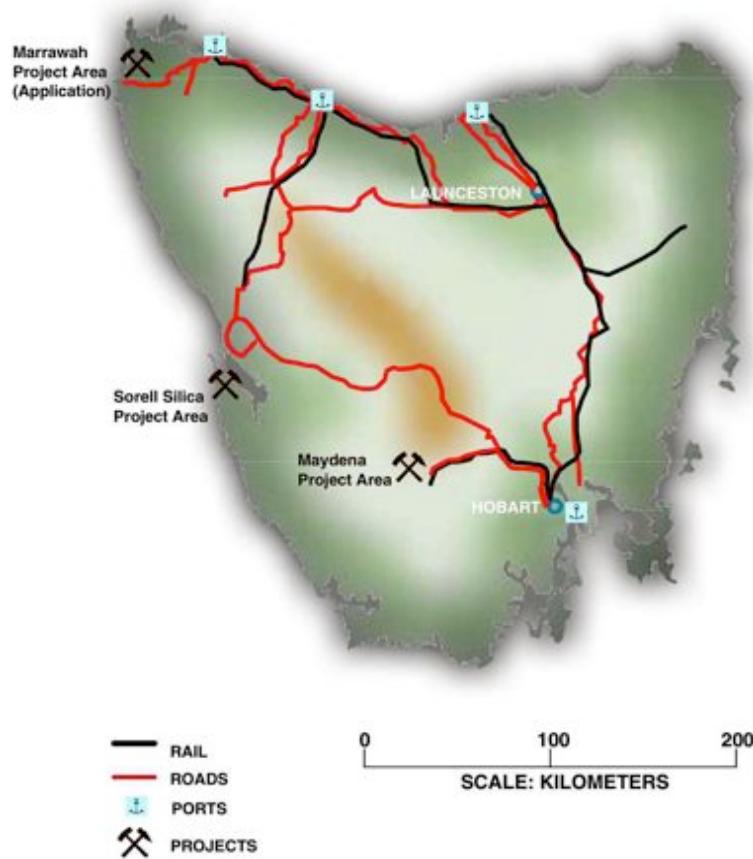 Marrawah
Project Area
(Application)
LAUNCESTON
Sorell Silica
Project Area
Maydena
Project Area
HOBART
RAIL
ROADS
PORTS
PROJECTS
0 100 200
SCALE: KILOMETERS